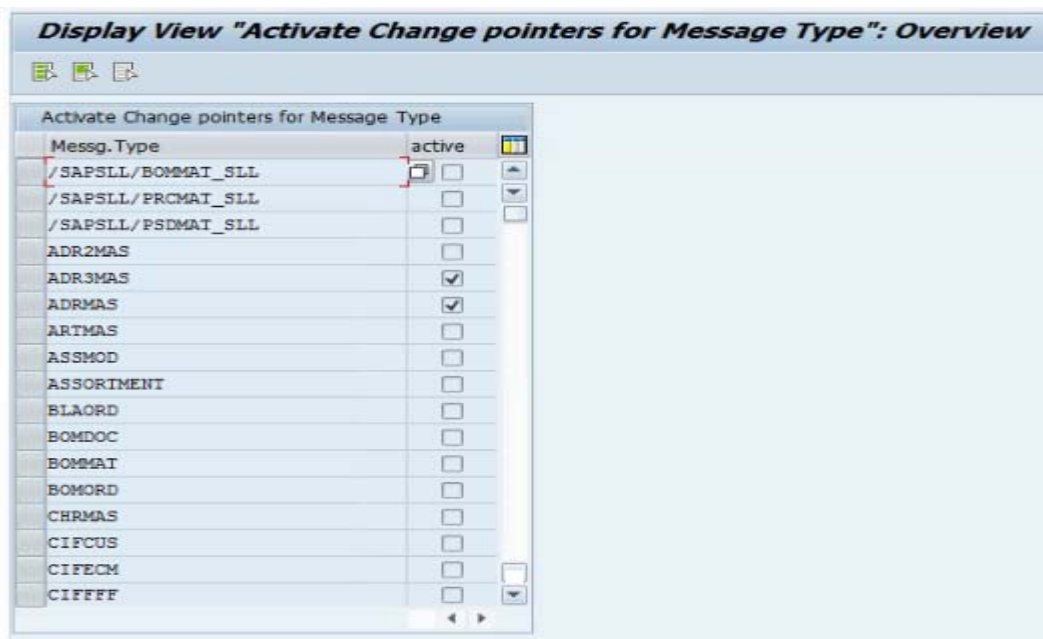 Display View "Activate Change pointers for Message Type": Overview
Activate Change pointers for Message Type
Messg.Type active
/SAPSLL/BOMMAT_SLL
/SAPSLL/PRCMAT_SLL
/SAPSLL/PSDMAT_SLL
ADR2MAS
ADR3MAS
ADRMAS
ARTMAS
ASSMOD
ASSORTMENT
BLAORD
BOMDOC
BOMMAT
BOMORD
CHRMAS
CIFCUS
CIFECM
CIFFFF